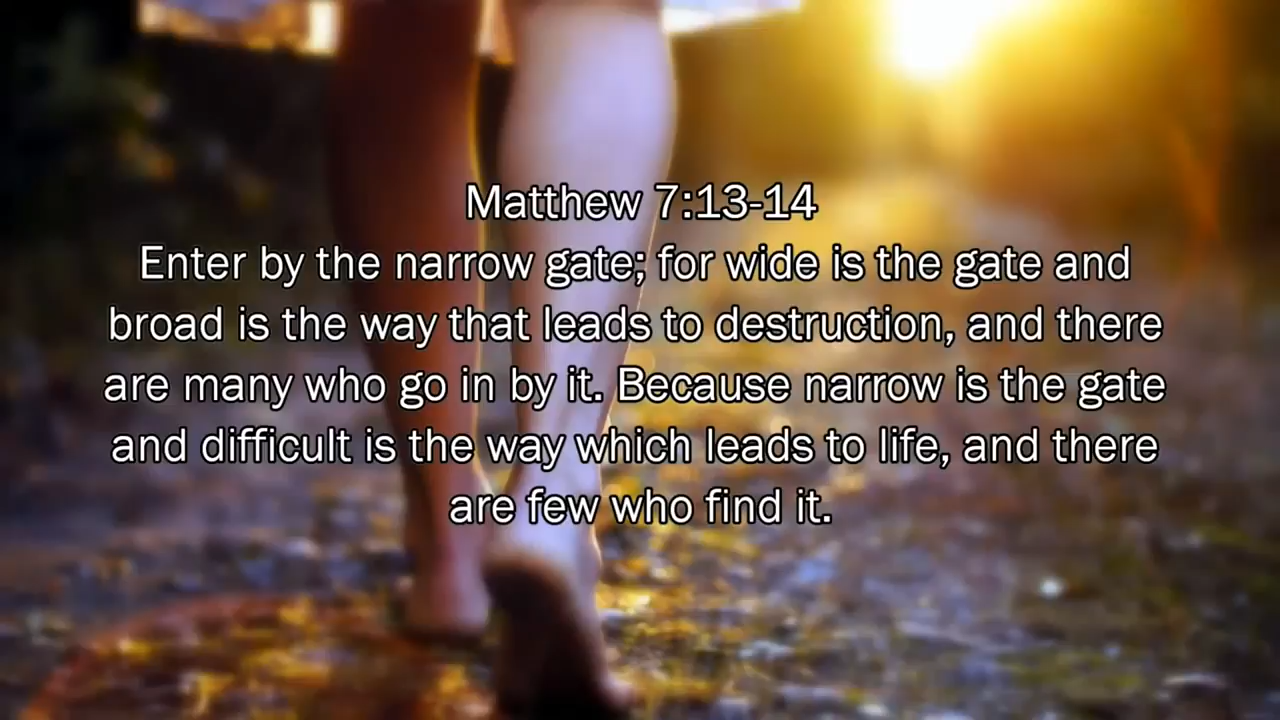 Matthew 7:13-14
Enter by the narrow gate; for wide is the gate and
broad is the way that leads to destruction, and there
are many who go in by it. Because narrow is the gate
and difficult is the way which leads to life, and there
are few who find it.